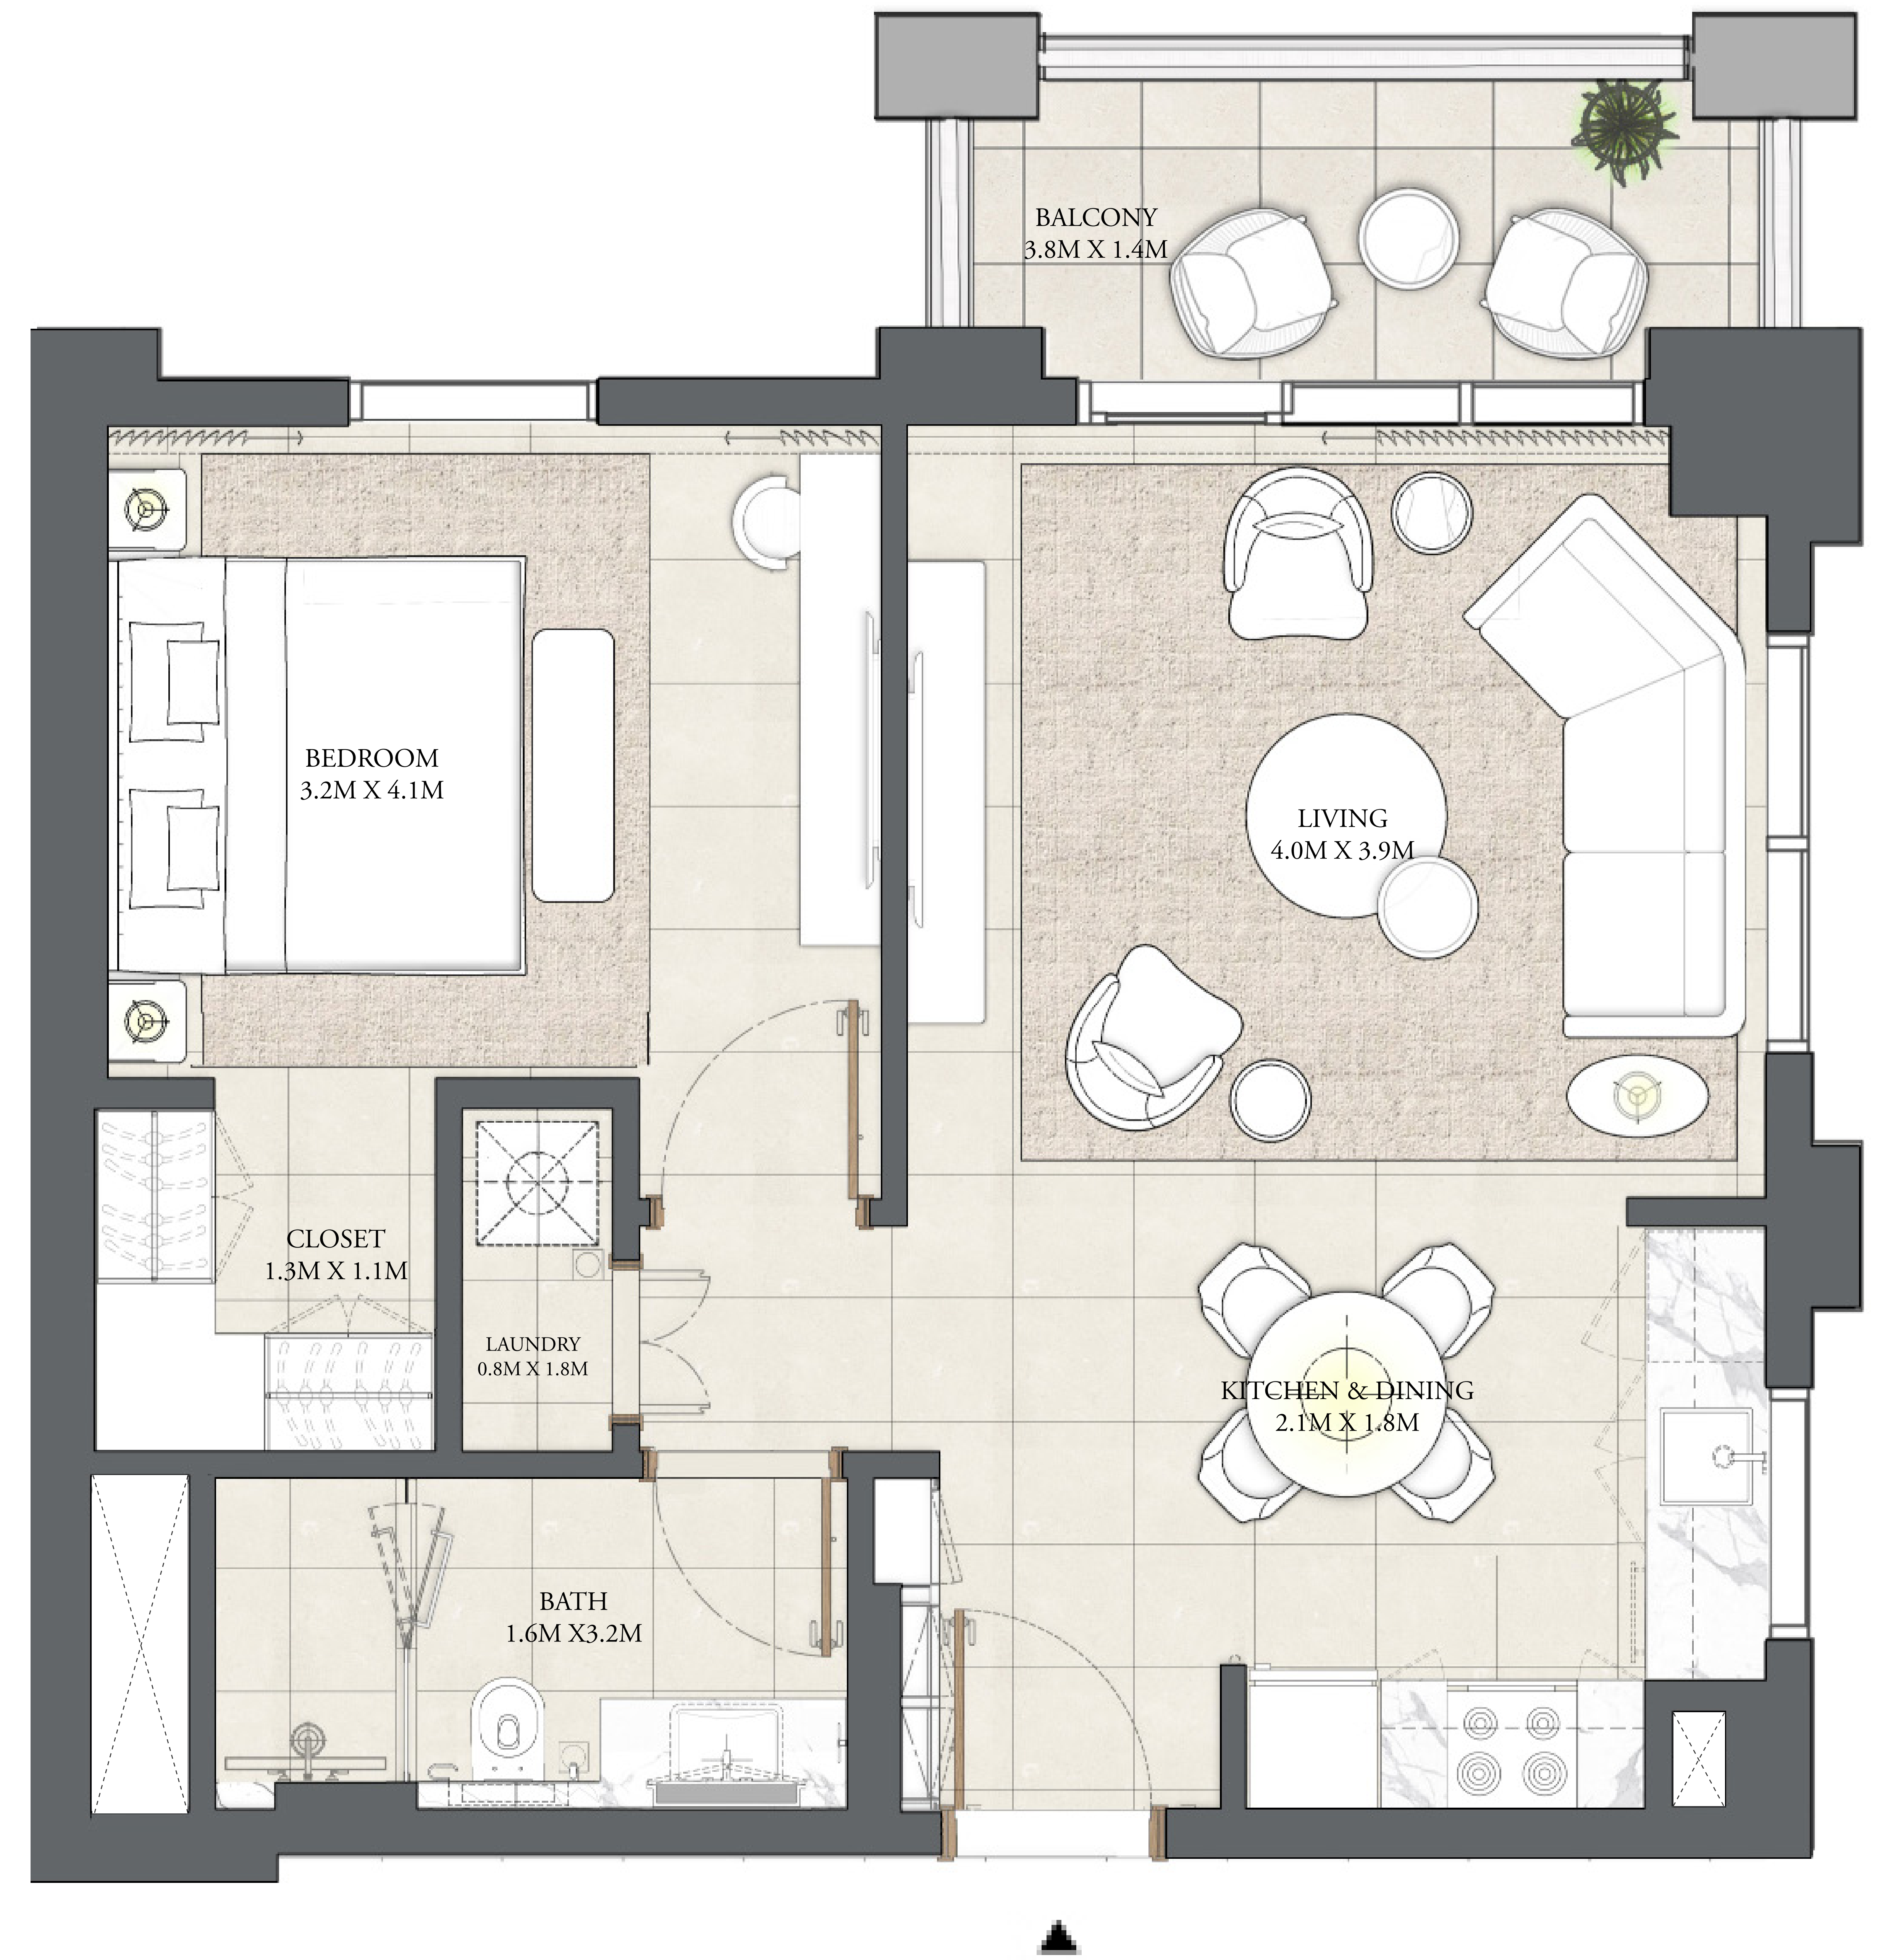 BALCONY
3.8M X 1.4M
BEDROOM
3.2M X 4.1M
LIVING
4.0M X 3.9M
CLOSET
1.3M X 1.1M
LAUNDRY
0.8M X 1.8M
KITCHEN & DINING
2.1M X 1.8M
BATH
1.6M X3.2M